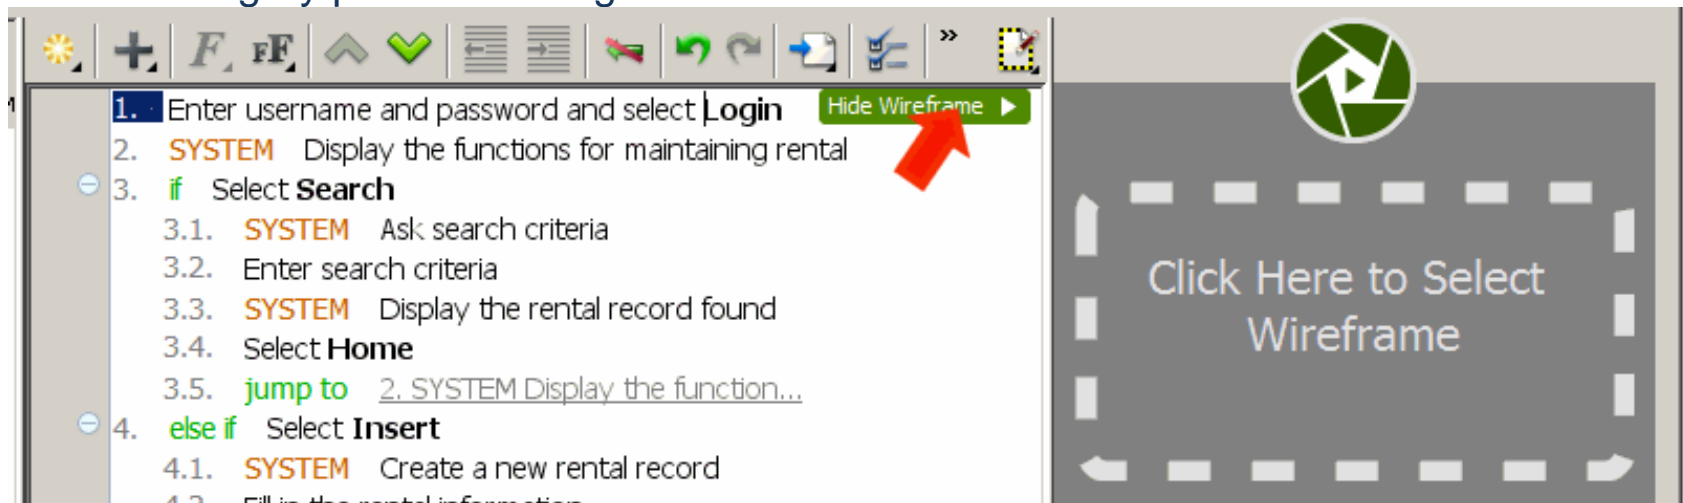 1. Enter username and password and select Login Hide Wireframe
2. SYSTEM Display the functions for maintaining rental
3. if Select Search
3.1. SYSTEM Ask search criteria
3.2. Enter search criteria
3.3. SYSTEM Display the rental record found
3.4. Select Home
3.5. jump to 2. SYSTEM Display the function...
4. else if Select Insert
4.1. SYSTEM Create a new rental record
Click Here to Select
Wireframe